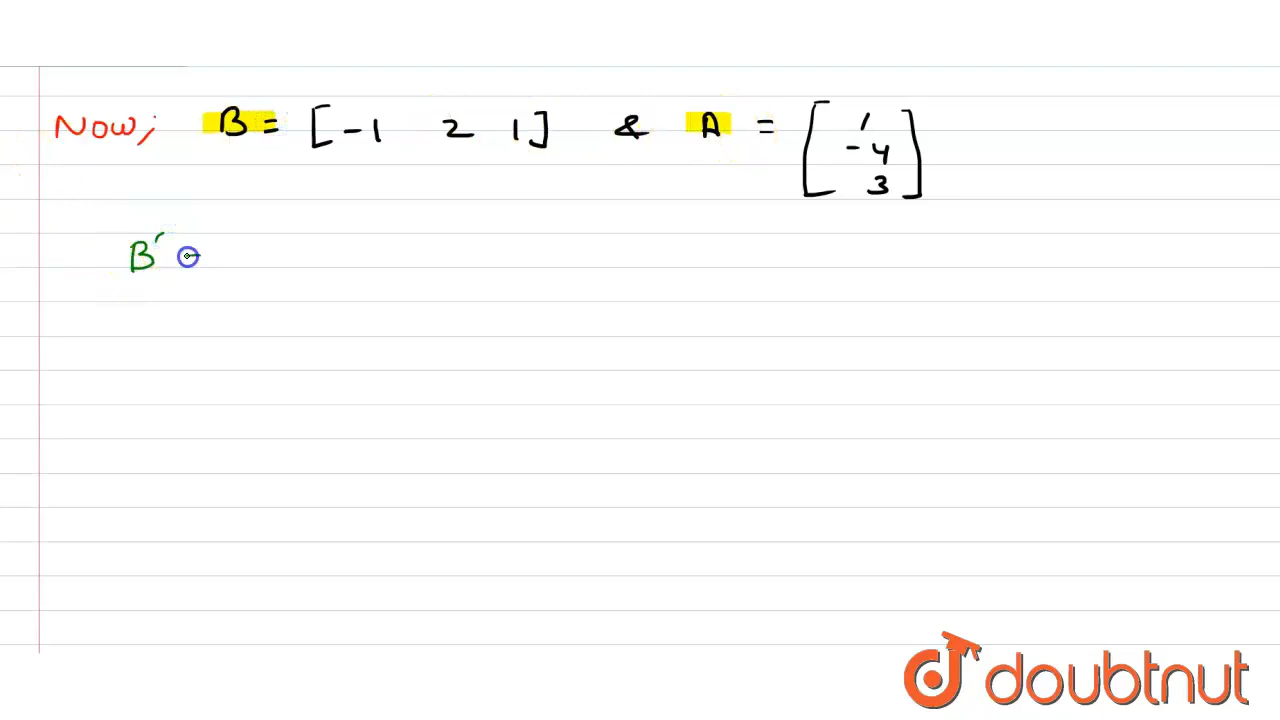 Now; B = [-1 2 1] & A = [1
-4
3]
B'
doubtnut